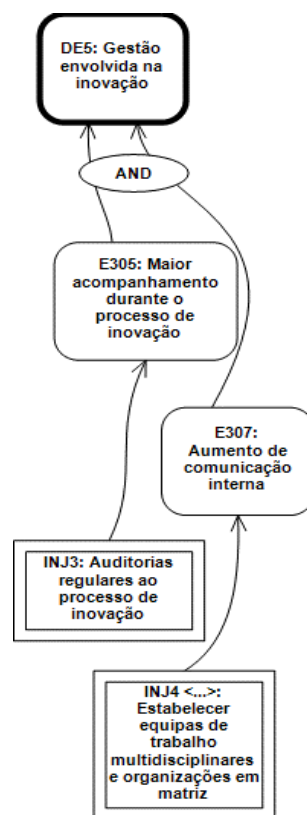 DE5: Gestão
envolvida na
inovação
AND
E305: Maior
acompanhamento
durante o
processo de
inovação
E307:
Aumento de
comunicação
interna
INJ3: Auditorias
regulares ao
processo de
inovação
INJ4 <...>:
Estabelecer
equipas de
trabalho
multidisciplinares
e organizações em
matriz